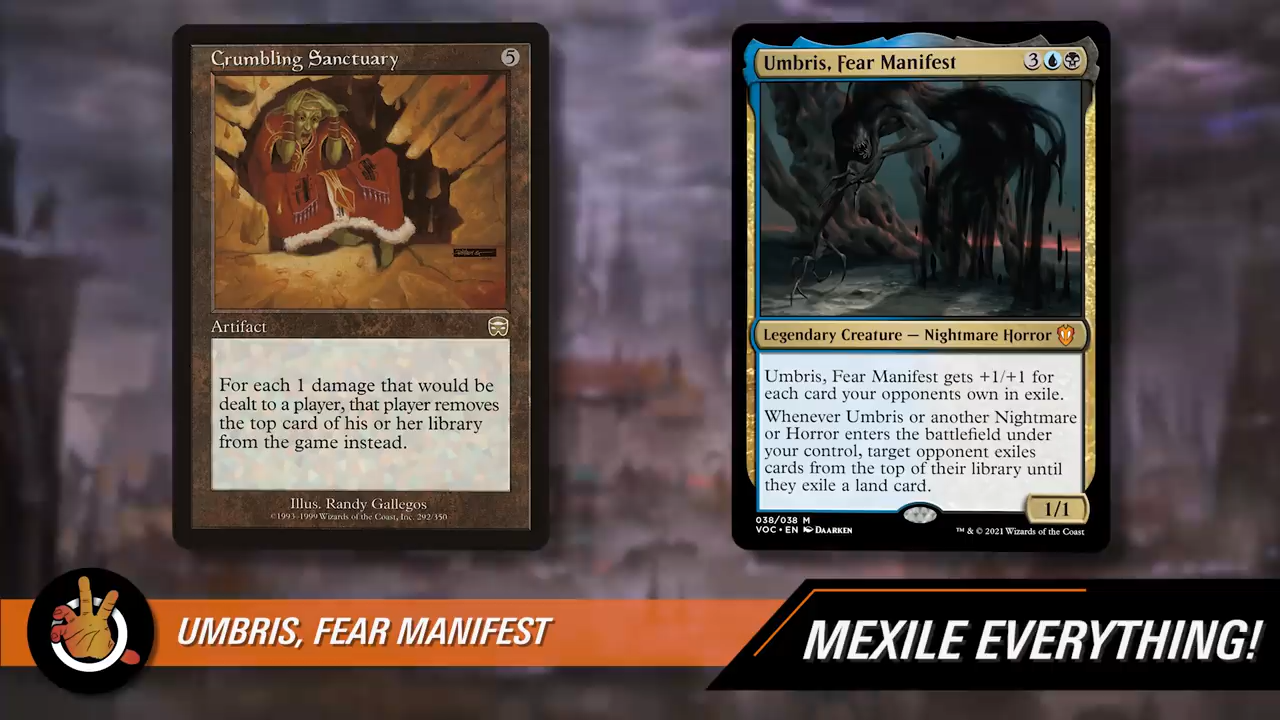 Crumbling Sanctuary 5
Artifact
For each 1 damage that would be
dealt to a player, that player removes
the top card of his or her library
from the game instead.
Illus. Randy Gallegos
©1993-1999 Wizards of the Coast, Inc. 292/350
Umbris, Fear Manifest 3
Legendary Creature — Nightmare Horror
Umbris, Fear Manifest gets +1/+1 for
each card your opponents own in exile.
Whenever Umbris or another Nightmare
or Horror enters the battlefield under
your control, target opponent exiles
cards from the top of their library until
they exile a land card.
1/1
038/038 M
VOC • EN DAARKEN
™ & © 2021 Wizards of the Coast
UMBRIS, FEAR MANIFEST
MEXILE EVERYTHING!